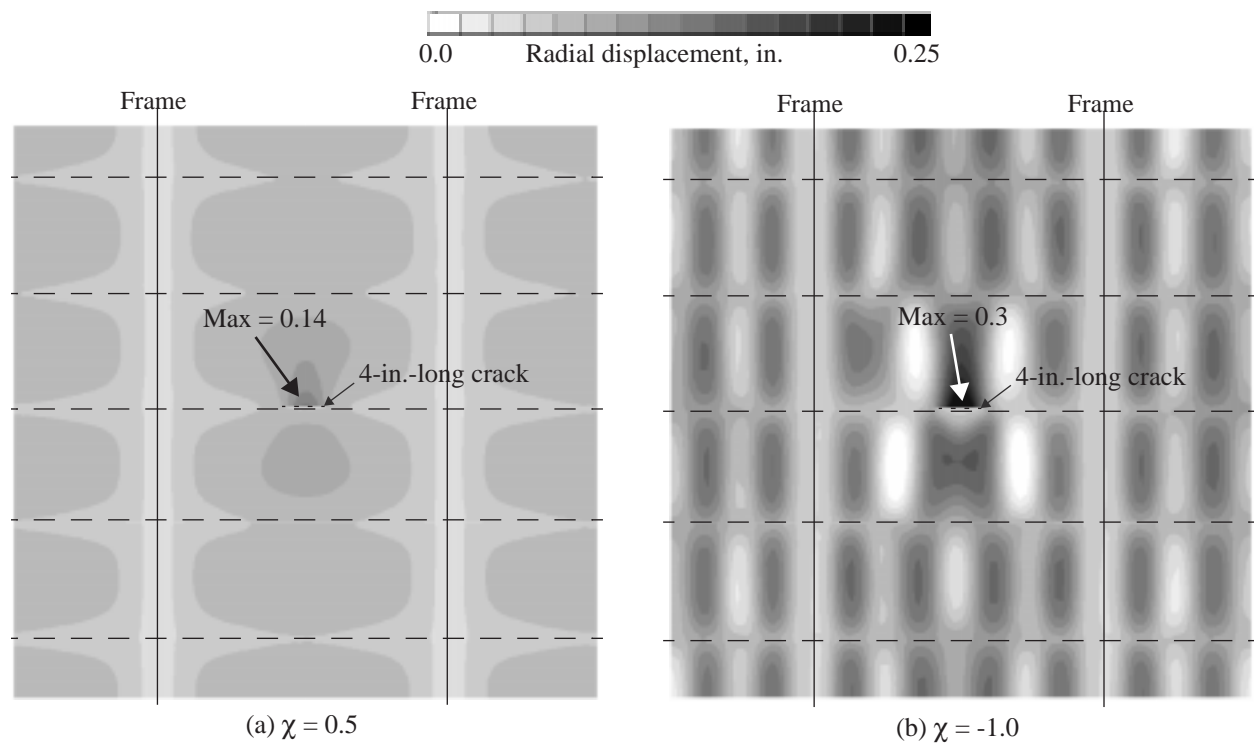 0.0 Radial displacement, in. 0.25
Frame Frame
Max = 0.14
4-in.-long crack
(a) χ = 0.5
Frame Frame
Max = 0.3
4-in.-long crack
(b) χ = -1.0